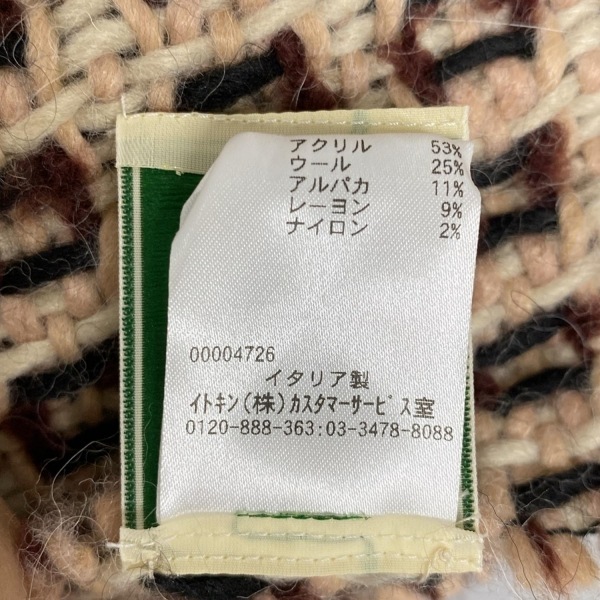 アクリル 53%
ウール 25%
アルパカ 11%
レーヨン 9%
ナイロン 2%
00004726
イタリア製
イトキン(株)カスタマーサービス室
0120-888-363:03-3478-8088